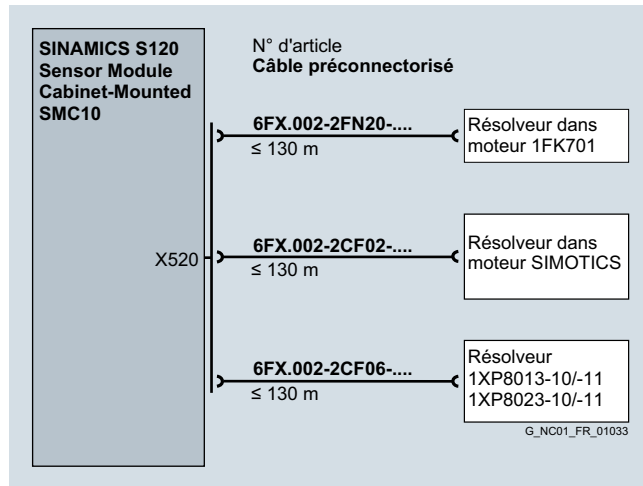 SINAMICS S120
Sensor Module
Cabinet-Mounted
SMC10
N° d'article
Câble préconnectorisé
6FX.002-2FN20-....
≤ 130 m
Résolveur dans
moteur 1FK701
X520
6FX.002-2CF02-....
≤ 130 m
Résolveur dans
moteur SIMOTICS
6FX.002-2CF06-....
≤ 130 m
Résolveur
1XP8013-10/-11
1XP8023-10/-11
G_NC01_FR_01033